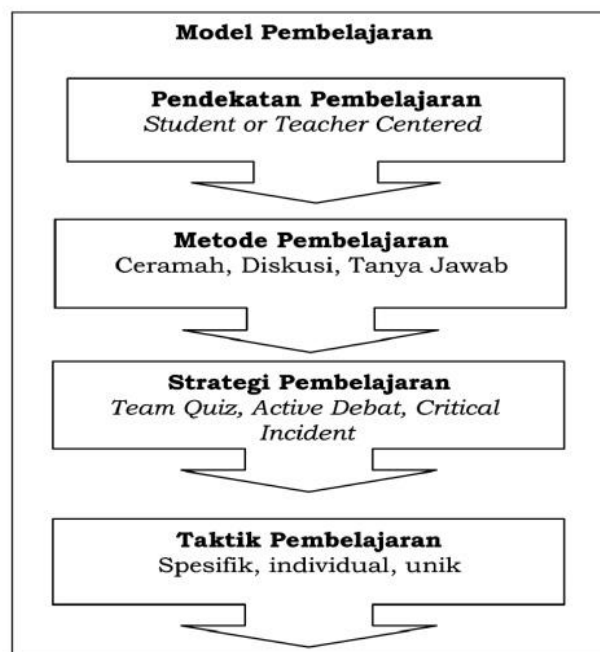 Model Pembelajaran
Pendekatan Pembelajaran
Student or Teacher Centered
Metode Pembelajaran
Ceramah, Diskusi, Tanya Jawab
Strategi Pembelajaran
Team Quiz, Active Debat, Critical
Incident
Taktik Pembelajaran
Spesifik, individual, unik